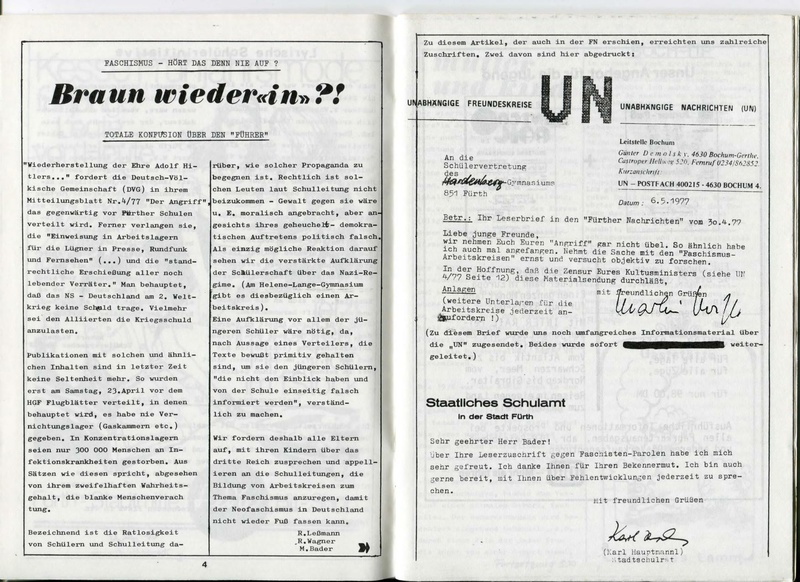 FASCHISMUS - HÖRT DAS DENN NIE AUF ?
Braun wieder «in» ?!
TOTALE KONFUSION ÜBER DEN "FÜHRER"
"Wiederherstellung der Ehre Adolf Hi-
tlers..." fordert die Deutsch-Völ-
kische Gemeinschaft (DVG) in ihrem
Mitteilungsblatt Nr.4/77 "Der Angriff",
das gegenwärtig vor Fürther Schulen
verteilt wird. Ferner verlangen sie,
die "Einweisung in Arbeitslagern
für die Lügner in Presse, Rundfunk
und Fernsehen" (...) und die "stand-
rechtliche Erschießung aller noch
lebender Verräter." Man behauptet,
daß das NS - Deutschland am 2. Welt-
krieg keine Schuld trage. Vielmehr
sei den Alliierten die Kriegsschuld
anzulasten.
Publikationen mit solchen und ähnli-
chen Inhalten sind in letzter Zeit
keine Seltenheit mehr. So wurden
erst am Samstag, 23.April vor dem
HGF Flugblätter verteilt, in denen
behauptet wird, es habe nie Ver-
nichtungslager (Gaskammern etc.)
gegeben. In Konzentrationslagern
seien nur 300 000 Menschen an In-
fektionskrankheiten gestorben. Aus
Sätzen wie diesen spricht, abgesehen
von ihrem zweifelhaften Wahrheits-
gehalt, die blanke Menschenverach
tung.
Bezeichnend ist die Ratlosigkeit
von Schülern und Schulleitung da-
rüber, wie solcher Propaganda zu
begegnen ist. Rechtlich ist sol-
chen Leuten laut Schulleitung nicht
beizukommen - Gewalt gegen sie wäre
u. E. moralisch angebracht, aber an-
gesichts ihres geheuchelt- demokra-
tischen Auftretens politisch falsch.
Als einzig mögliche Reaktion darauf
sehen wir die verstärkte Aufklärung
der Schülerschaft über das Nazi-Re-
gime. (Am Helene-Lange-Gymnasium
gibt es diesbezüglich einen Ar-
beitskreis).
Eine Aufklärung vor allem der jün-
geren Schüler wäre nötig, da,
nach Aussage eines Verteilers, die
Texte bewußt primitiv gehalten
sind, um sie den jüngeren Schülern,
"die nicht den Einblick haben und
von der Schule einseitig falsch
informiert werden", verständ-
lich zu machen.
Wir fordern deshalb alle Eltern
auf, mit ihren Kindern über das
dritte Reich zusprechen und appell-
ieren an die Schulleitungen, die
Bildung von Arbeitskreisen zum
Thema Faschismus anzuregen, damit
der Neofaschismus in Deutschland
nicht wieder Fuß fassen kann.
R.Leßmann
R.Wagner
M.Bader
4
Zu diesem Artikel, der auch in der FN erschien, erreichten uns zahlreiche
Zuschriften. Zwei davon sind hier abgedruckt:
UNABHÄNGIGE FREUNDESKREISE UN UNABHÄNGIGE NACHRICHTEN (UN)
Leitstelle Bochum
Günter Demolsky, 4630 Bochum-Gerthe,
Castroper Hellweg 520, Fernruf 0234/862852
Kurzanschrift:
UN – POSTFACH 400215 - 4630 BOCHUM 4.
Datum : 6.5.1977
An die
Schülervertretung
des
Hardenberg-Gymnasiums
851 Fürth
Betr.: Ihr Leserbrief in den "Fürther Nachrichten" vom 30.4.77
Liebe junge Freunde,
wir nehmen Euch Euren "Angriff" gar nicht übel. So ähnlich habe
ich auch mal angefangen. Nehmt die Sache mit den "Faschismus-
Arbeitskreisen" ernst und versucht objektiv zu forschen.
In der Hoffnung, daß die Zensur Eures Kultusministers (siehe UN
4/77 Seite 12) diese Materialsendung durchläßt,
mit freundlichen Grüßen
Anlagen
(weitere Unterlagen für die
Arbeitskreise jederzeit an-
zufordern !)
(Zu diesem Brief wurde uns noch umfangreiches Informationsmaterial über
die "UN" zugesendet. Beides wurde sofort weiter-
geleitet.)
Staatliches Schulamt
in der Stadt Fürth
Sehr geehrter Herr Bader!
Über Ihre Leserzuschrift gegen Faschisten-Parolen habe ich mich
sehr gefreut. Ich danke Ihnen für Ihren Bekennermut. Ich bin auch
gerne bereit, mit Ihnen über Fehlentwicklungen jederzeit zu spre-
chen.
Mit freundlichen Grüßen
(Karl Hauptmannl)
Stadtschulrat